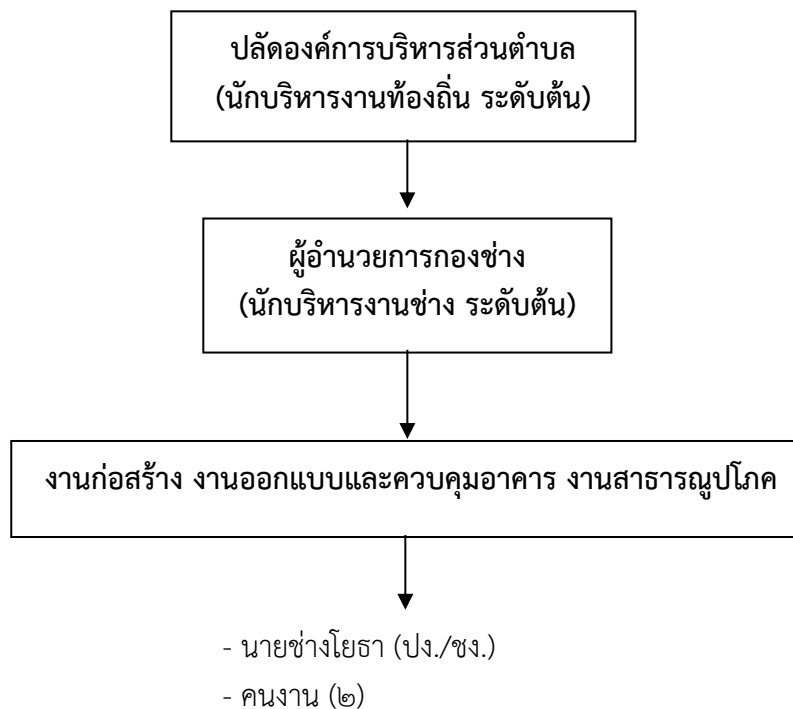 ปลัดองค์การบริหารส่วนตำบล
(นักบริหารงานท้องถิ่น ระดับต้น)
ผู้อำนวยการกองช่าง
(นักบริหารงานช่าง ระดับต้น)
งานก่อสร้าง งานออกแบบและควบคุมอาคาร งานสาธารณูปโภค
- นายช่างโยธา (ปง./ชง.)
- คนงาน (๒)